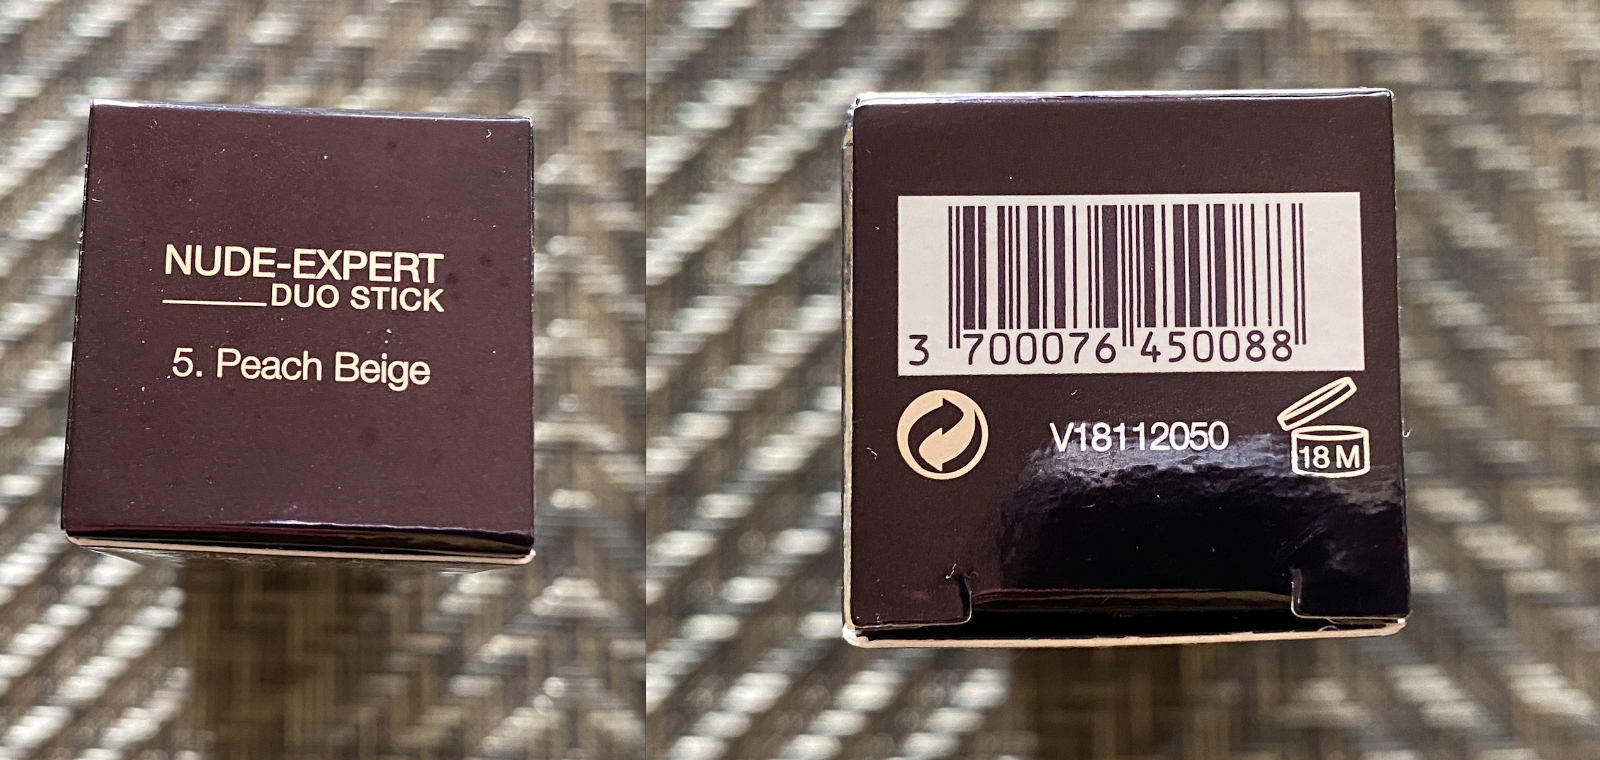 NUDE-EXPERT
DUO STICK
5. Peach Beige
3 700076 450088
V18112050
18 M